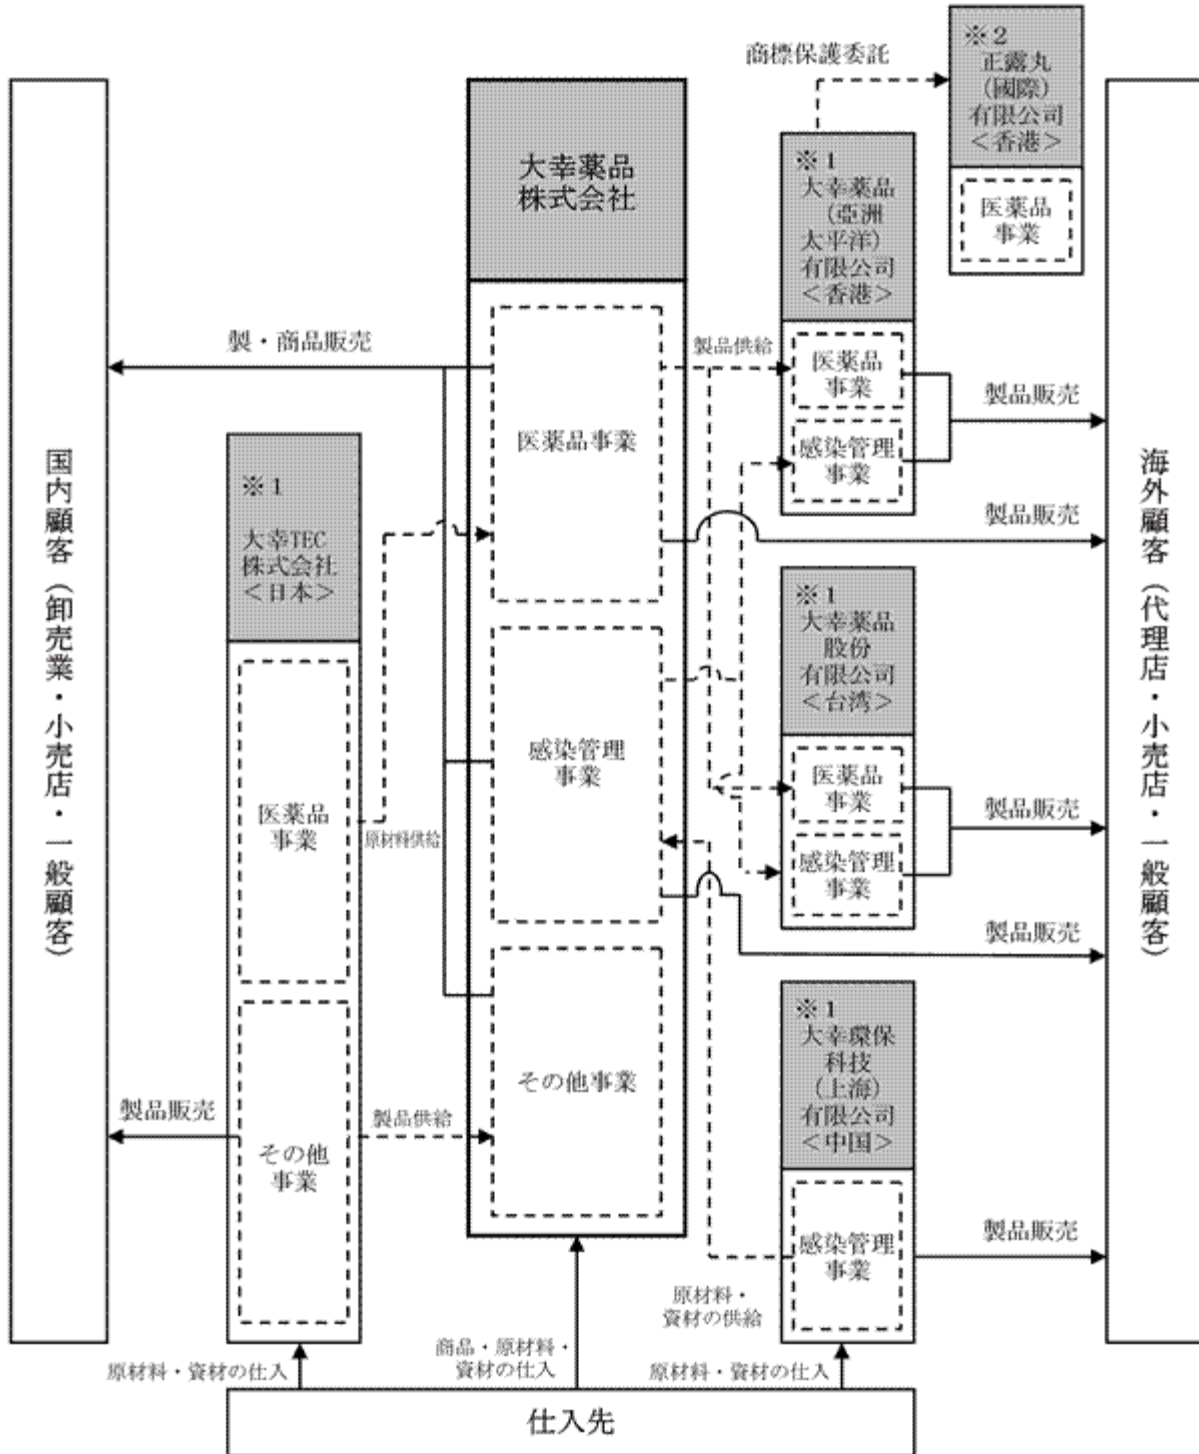 商標保護委託
※2
正露丸
(國際)
有限公司
<香港>
医薬品
事業
大幸薬品
株式会社
※1
大幸薬品
(亞洲
太平洋)
有限公司
<香港>
製・商品販売
製品供給
医薬品
事業
感染管理
事業
製品販売
医薬品事業
製品販売
国内顧客(卸売業・小売店・一般顧客)
海外顧客(代理店・小売店・一般顧客)
※1
大幸TEC
株式会社
<日本>
※1
大幸薬品
股份
有限公司
<台湾>
感染管理
事業
医薬品
事業
原材料供給
医薬品
事業
感染管理
事業
製品販売
製品販売
※1
大幸環保
科技
(上海)
有限公司
<中国>
その他事業
製品販売
製品供給
その他
事業
感染管理
事業
製品販売
原材料・
資材の供給
原材料・資材の仕入
商品・原材料・
資材の仕入
原材料・資材の仕入
仕入先